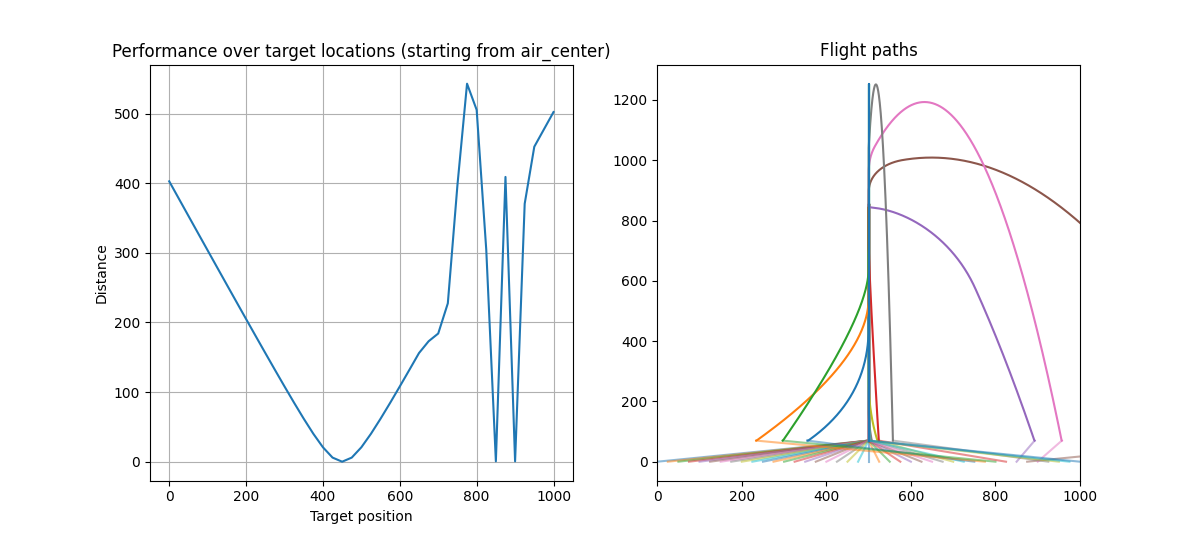 Performance over target locations (starting from air_center)
500
400
300
200
100
0
Distance
0 200 400 600 800 1000
Target position
Flight paths
1200
1000
800
600
400
200
0
0 200 400 600 800 1000